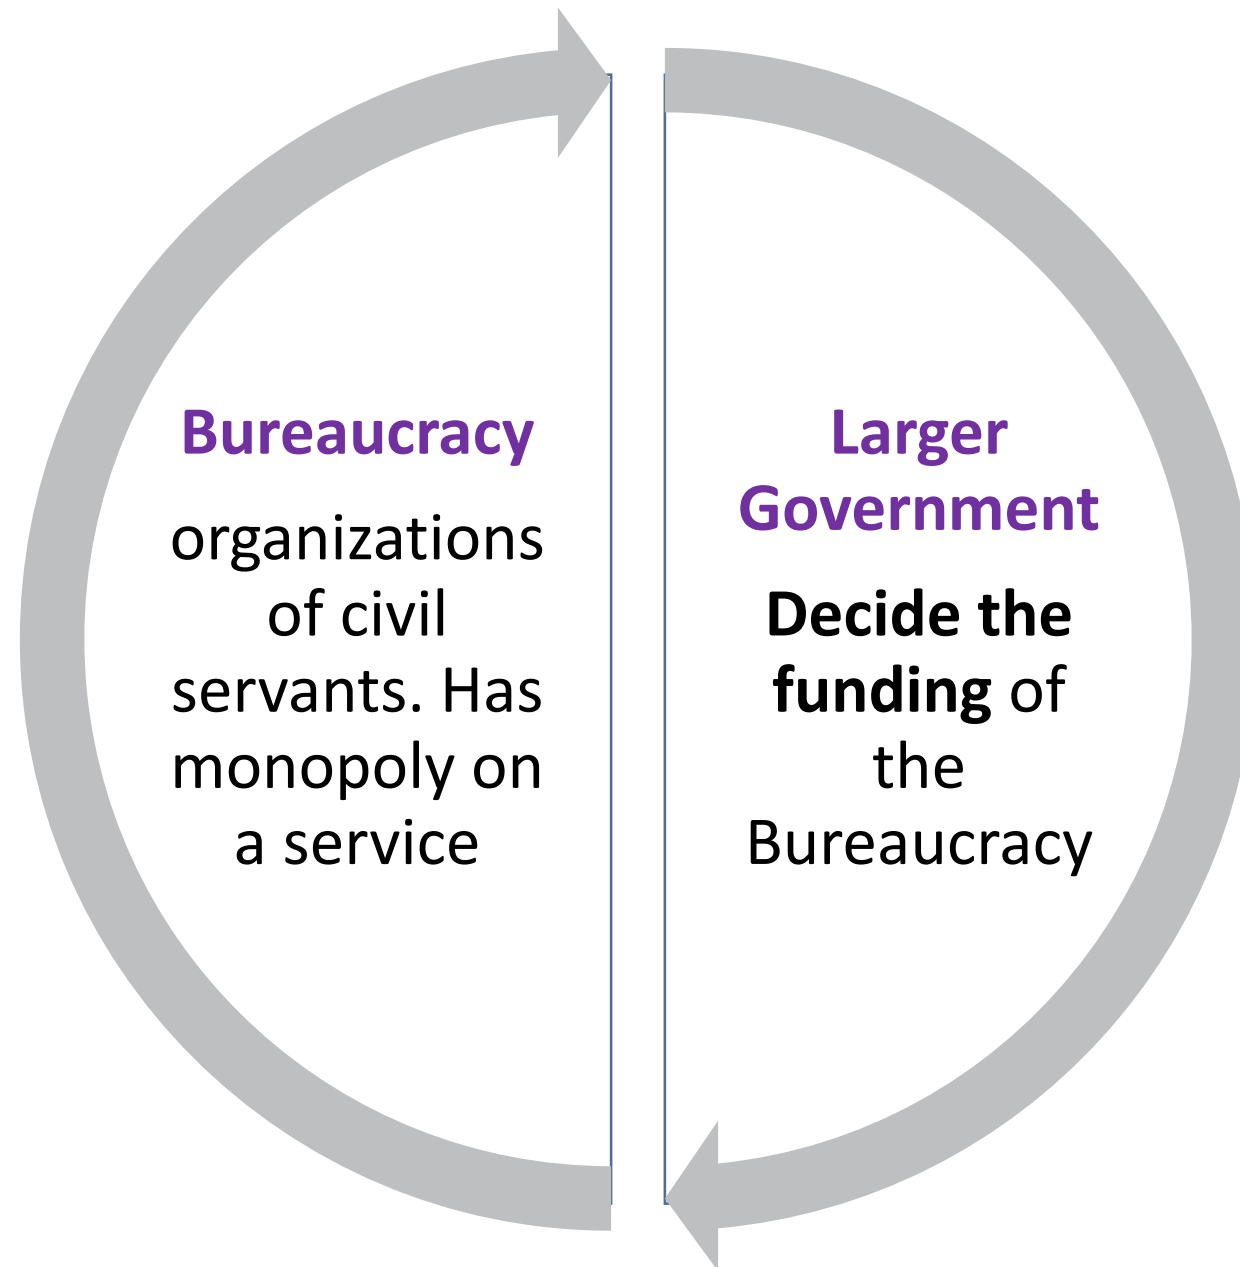 Bureaucracy
organizations
of civil
servants. Has
monopoly on
a service
Larger
Government
Decide the
funding of
the
Bureaucracy